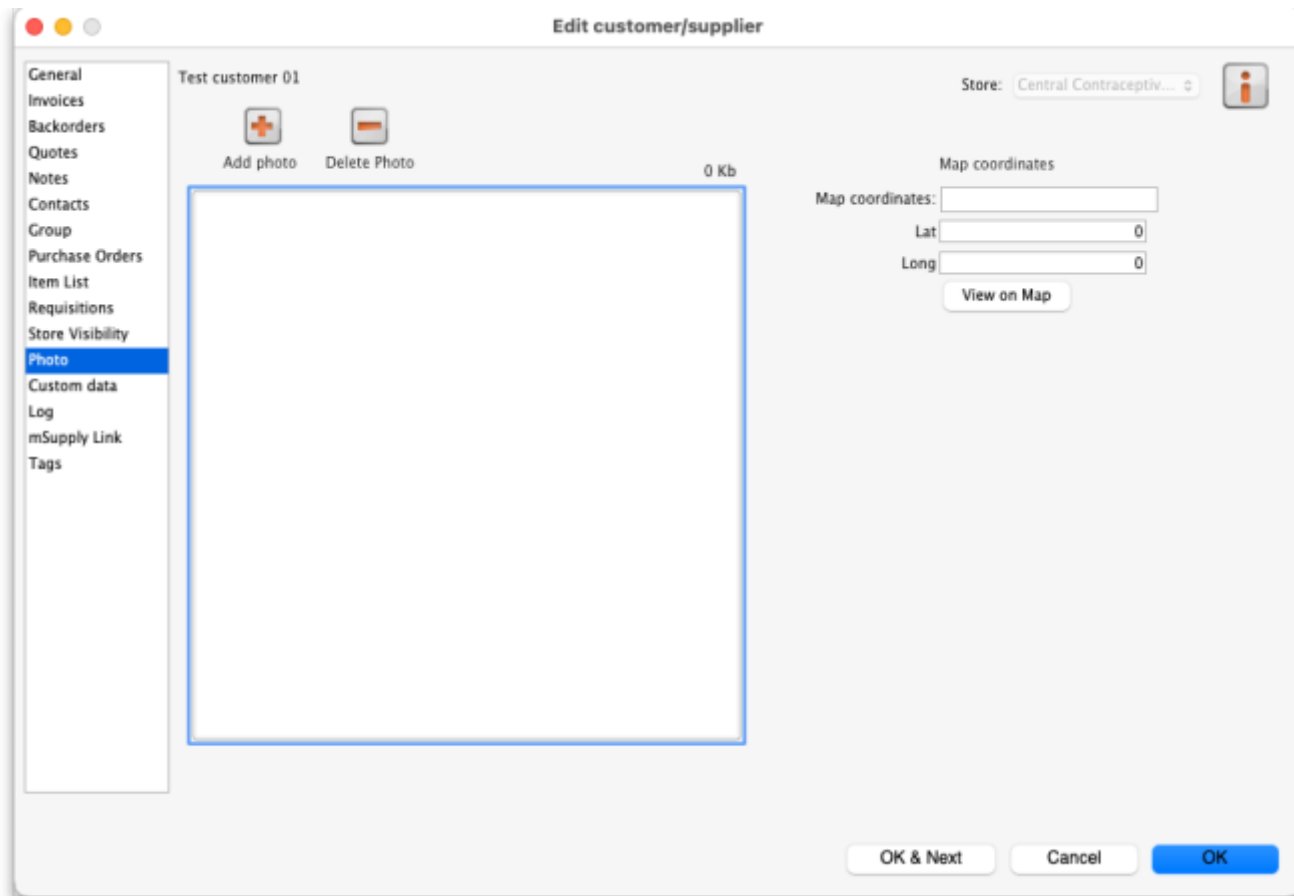 Edit customer/supplier
General
Invoices
Backorders
Quotes
Notes
Contacts
Group
Purchase Orders
Item List
Requisitions
Store Visibility
Photo
Custom data
Log
mSupply Link
Tags
Test customer 01
Store: Central Contraceptiv...
Add photo Delete Photo
0 Kb
Map coordinates
Map coordinates:
Lat 0
Long 0
View on Map
OK & Next Cancel OK